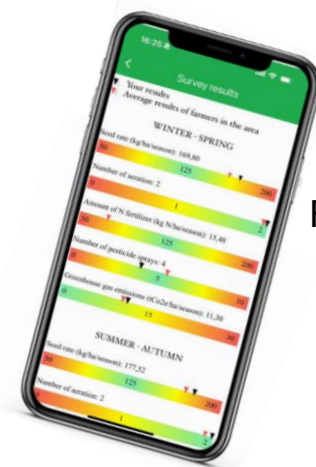 16:25
Survey results
Your results
Average results of farmers in the area
WINTER - SPRING
Seed rate (kg/ha/season): 169,60
50 125 200
Number of aeration: 2
0 1 2
Amount of N fertilizer (kg N/ha/season): 15,48
50 125 200
Number of pesticide sprays: 4
0 5 10
Greenhouse gas emissions (tCo2e/ha/season): 11,30
0 15 30
SUMMER - AUTUMN
Seed rate (kg/ha/season): 177,52
50 125 200
Number of aeration: 2
0 1 2